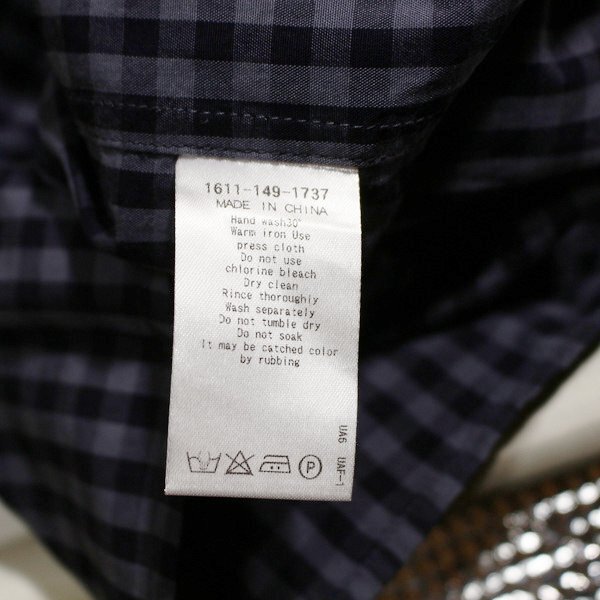 1611-149-1737
MADE IN CHINA
Hand wash30°
Warm iron Use
press cloth
Do not use
chlorine bleach
Dry clean
Rince thoroughly
Wash separately
Do not tumble dry
Do not soak
It may be catched color
by rubbing
P
UA6 UAF-1